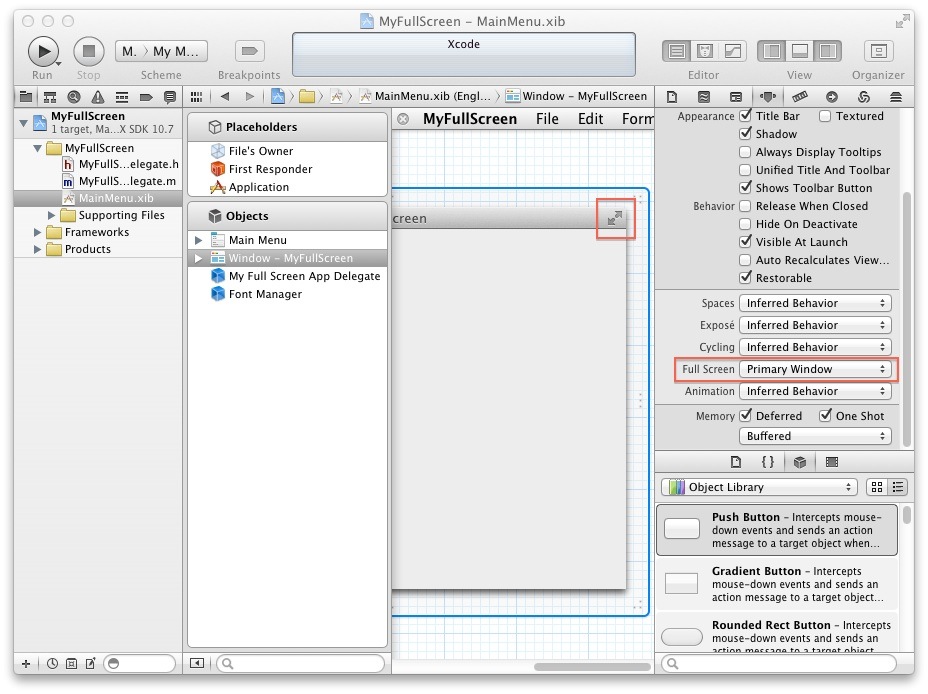 MyFullScreen – MainMenu.xib
M. 〉 My M...
Xcode
Run
Stop
Scheme
Breakpoints
Editor
View
Organizer
MainMenu.xib (Engl... 〉 Window – MyFullScreen
MyFullScreen
1 target, Ma...X SDK 10.7
MyFullScreen
MyFullS...elegate.h
MyFullS...legate.m
MainMenu.xib
Supporting Files
Frameworks
Products
Placeholders
File's Owner
First Responder
Application
Objects
Main Menu
Window – MyFullScreen
My Full Screen App Delegate
Font Manager
MyFullScreen File Edit Form
creen
Appearance Title Bar Textured
Shadow
Always Display Tooltips
Unified Title And Toolbar
Shows Toolbar Button
Behavior Release When Closed
Hide On Deactivate
Visible At Launch
Auto Recalculates View...
Restorable
Spaces Inferred Behavior
Exposé Inferred Behavior
Cycling Inferred Behavior
Full Screen Primary Window
Animation Inferred Behavior
Memory Deferred One Shot
Buffered
{ }
Object Library
Push Button – Intercepts mouse-
down events and sends an action
message to a target object when...
Gradient Button – Intercepts
mouse-down events and sends an
action message to a target object...
Rounded Rect Button – Intercepts
mouse-down events and sends an
action message to a target object...